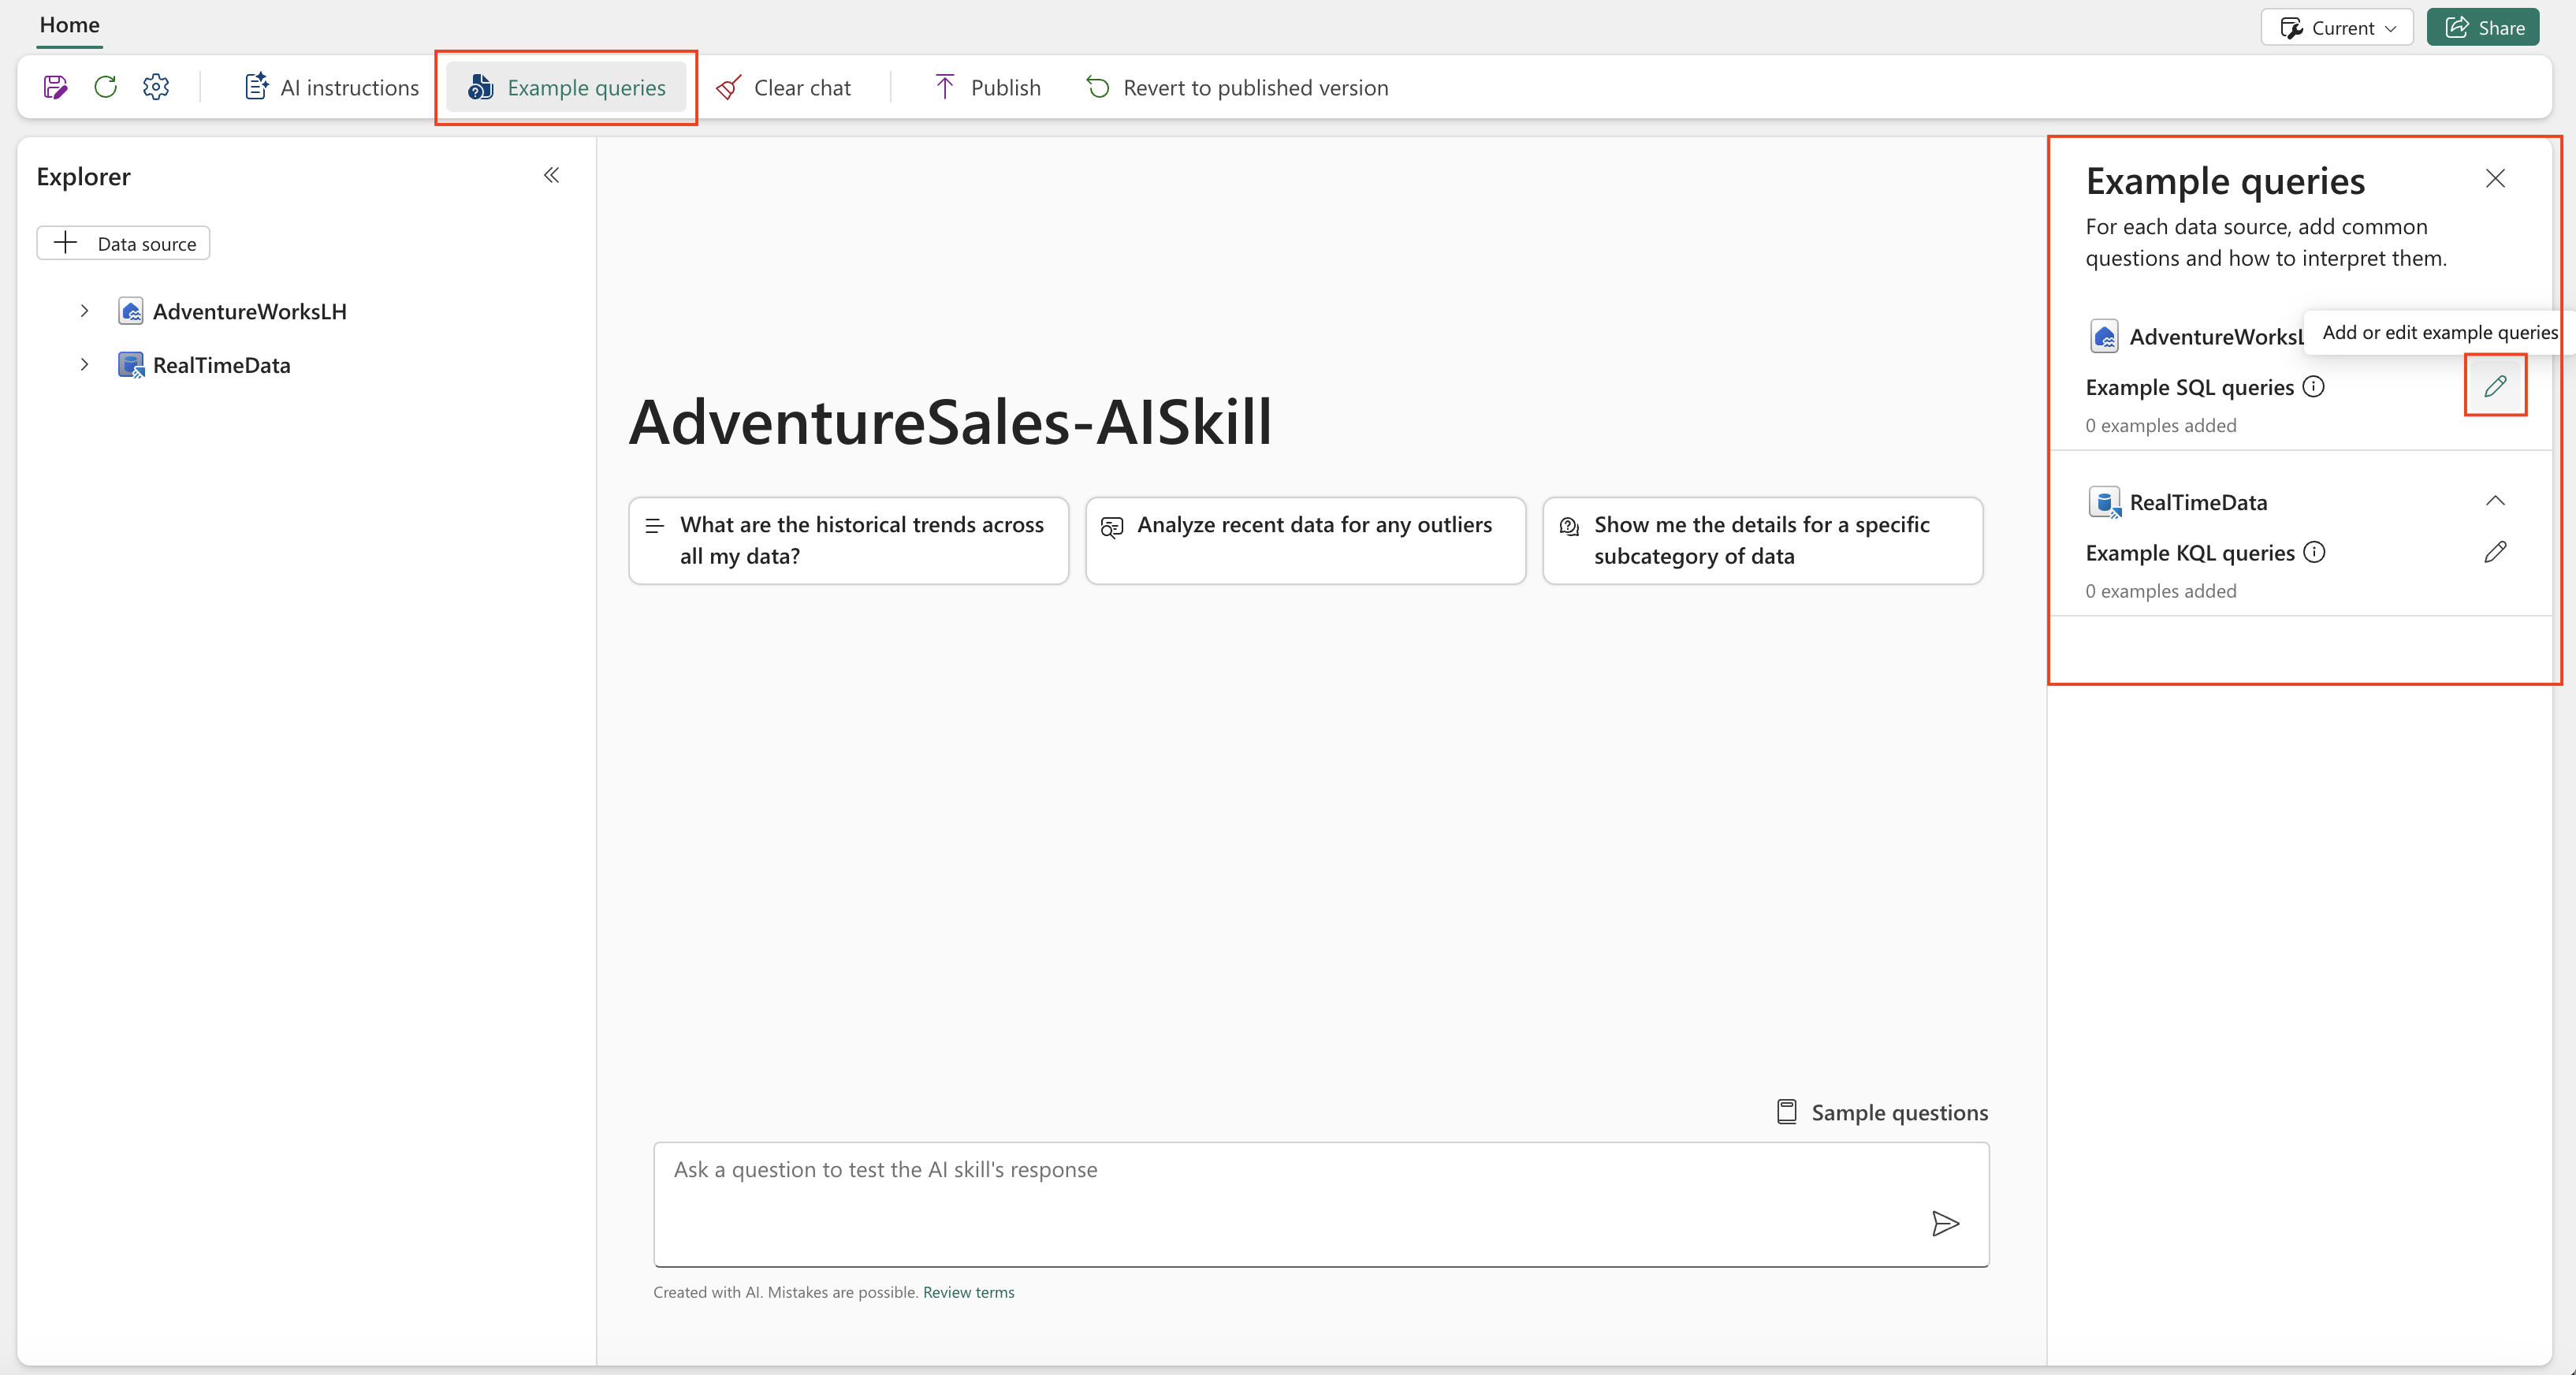 Home
Current
Share
AI instructions
Example queries
Clear chat
Publish
Revert to published version
Explorer
Data source
AdventureWorksLH
RealTimeData
AdventureSales-AISkill
What are the historical trends across
all my data?
Analyze recent data for any outliers
Show me the details for a specific
subcategory of data
Sample questions
Ask a question to test the AI skill's response
Created with AI. Mistakes are possible. Review terms
Example queries
For each data source, add common
questions and how to interpret them.
AdventureWorksL
Add or edit example queries
Example SQL queries
0 examples added
RealTimeData
Example KQL queries
0 examples added